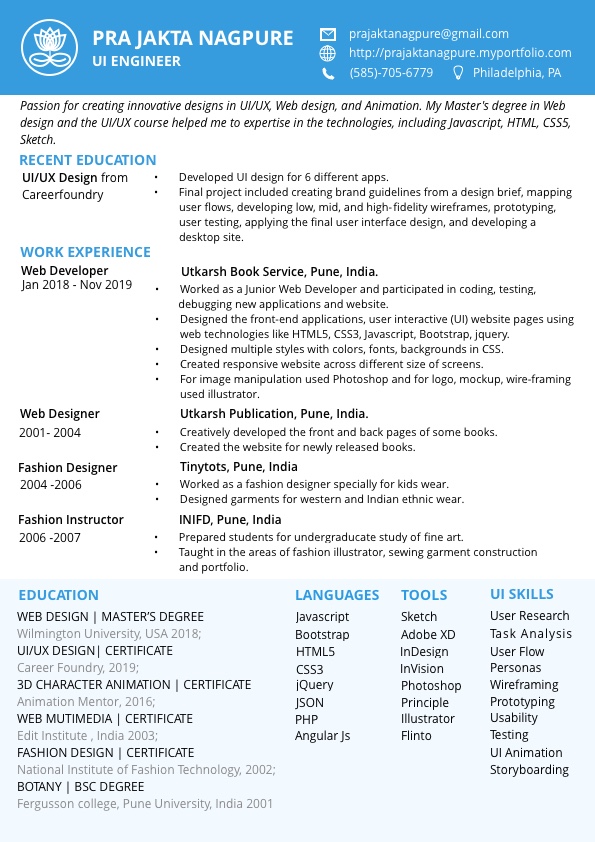 PRA JAKTA NAGPURE
UI ENGINEER
prajaktanagpure@gmail.com
http://prajaktanagpure.myportfolio.com
(585)-705-6779 Philadelphia, PA
Passion for creating innovative designs in UI/UX, Web design, and Animation. My Master's degree in Web
design and the UI/UX course helped me to expertise in the technologies, including Javascript, HTML, CSS5,
Sketch.
RECENT EDUCATION
UI/UX Design from
Careerfoundry
• Developed UI design for 6 different apps.
• Final project included creating brand guidelines from a design brief, mapping
user flows, developing low, mid, and high-fidelity wireframes, prototyping,
user testing, applying the final user interface design, and developing a
desktop site.
WORK EXPERIENCE
Web Developer
Jan 2018 - Nov 2019
Utkarsh Book Service, Pune, India.
• Worked as a Junior Web Developer and participated in coding, testing,
debugging new applications and website.
• Designed the front-end applications, user interactive (UI) website pages using
web technologies like HTML5, CSS3, Javascript, Bootstrap, jquery.
• Designed multiple styles with colors, fonts, backgrounds in CSS.
• Created responsive website across different size of screens.
• For image manipulation used Photoshop and for logo, mockup, wire-framing
used illustrator.
Web Designer
2001- 2004
Utkarsh Publication, Pune, India.
• Creatively developed the front and back pages of some books.
• Created the website for newly released books.
Fashion Designer
2004 -2006
Tinytots, Pune, India
• Worked as a fashion designer specially for kids wear.
• Designed garments for western and Indian ethnic wear.
Fashion Instructor
2006 -2007
INIFD, Pune, India
• Prepared students for undergraduate study of fine art.
• Taught in the areas of fashion illustrator, sewing garment construction
and portfolio.
EDUCATION
WEB DESIGN | MASTER'S DEGREE
Wilmington University, USA 2018;
UI/UX DESIGN| CERTIFICATE
Career Foundry, 2019;
3D CHARACTER ANIMATION | CERTIFICATE
Animation Mentor, 2016;
WEB MUTIMEDIA | CERTIFICATE
Edit Institute , India 2003;
FASHION DESIGN | CERTIFICATE
National Institute of Fashion Technology, 2002;
BOTANY | BSC DEGREE
Fergusson college, Pune University, India 2001
LANGUAGES
Javascript
Bootstrap
HTML5
CSS3
jQuery
JSON
PHP
Angular Js
TOOLS
Sketch
Adobe XD
InDesign
InVision
Photoshop
Principle
Illustrator
Flinto
UI SKILLS
User Research
Task Analysis
User Flow
Personas
Wireframing
Prototyping
Usability
Testing
UI Animation
Storyboarding